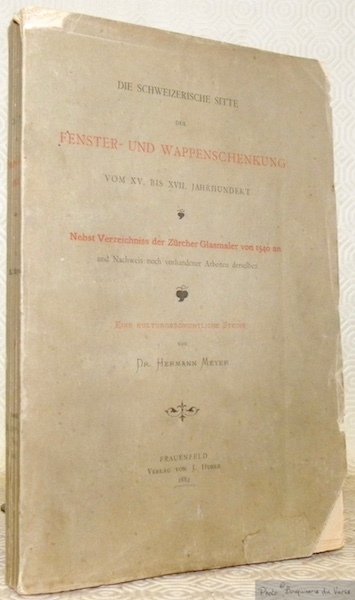 DIE SCHWEIZERISCHE SITTE
DER
FENSTER- UND WAPPENSCHENKUNG
VOM XV. BIS XVII. JAHRHUNDERT
Nebst Verzeichniss der Zürcher Glasmaler von 1540 an
und Nachweis noch vorhandener Arbeiten derselben
EINE KULTURGESCHICHTLICHE STUDIE
VON
DR. HERMANN MEYER
FRAUENFELD
VERLAG VON J. HUBER
1884
Photo © Bouquinerie du Varis